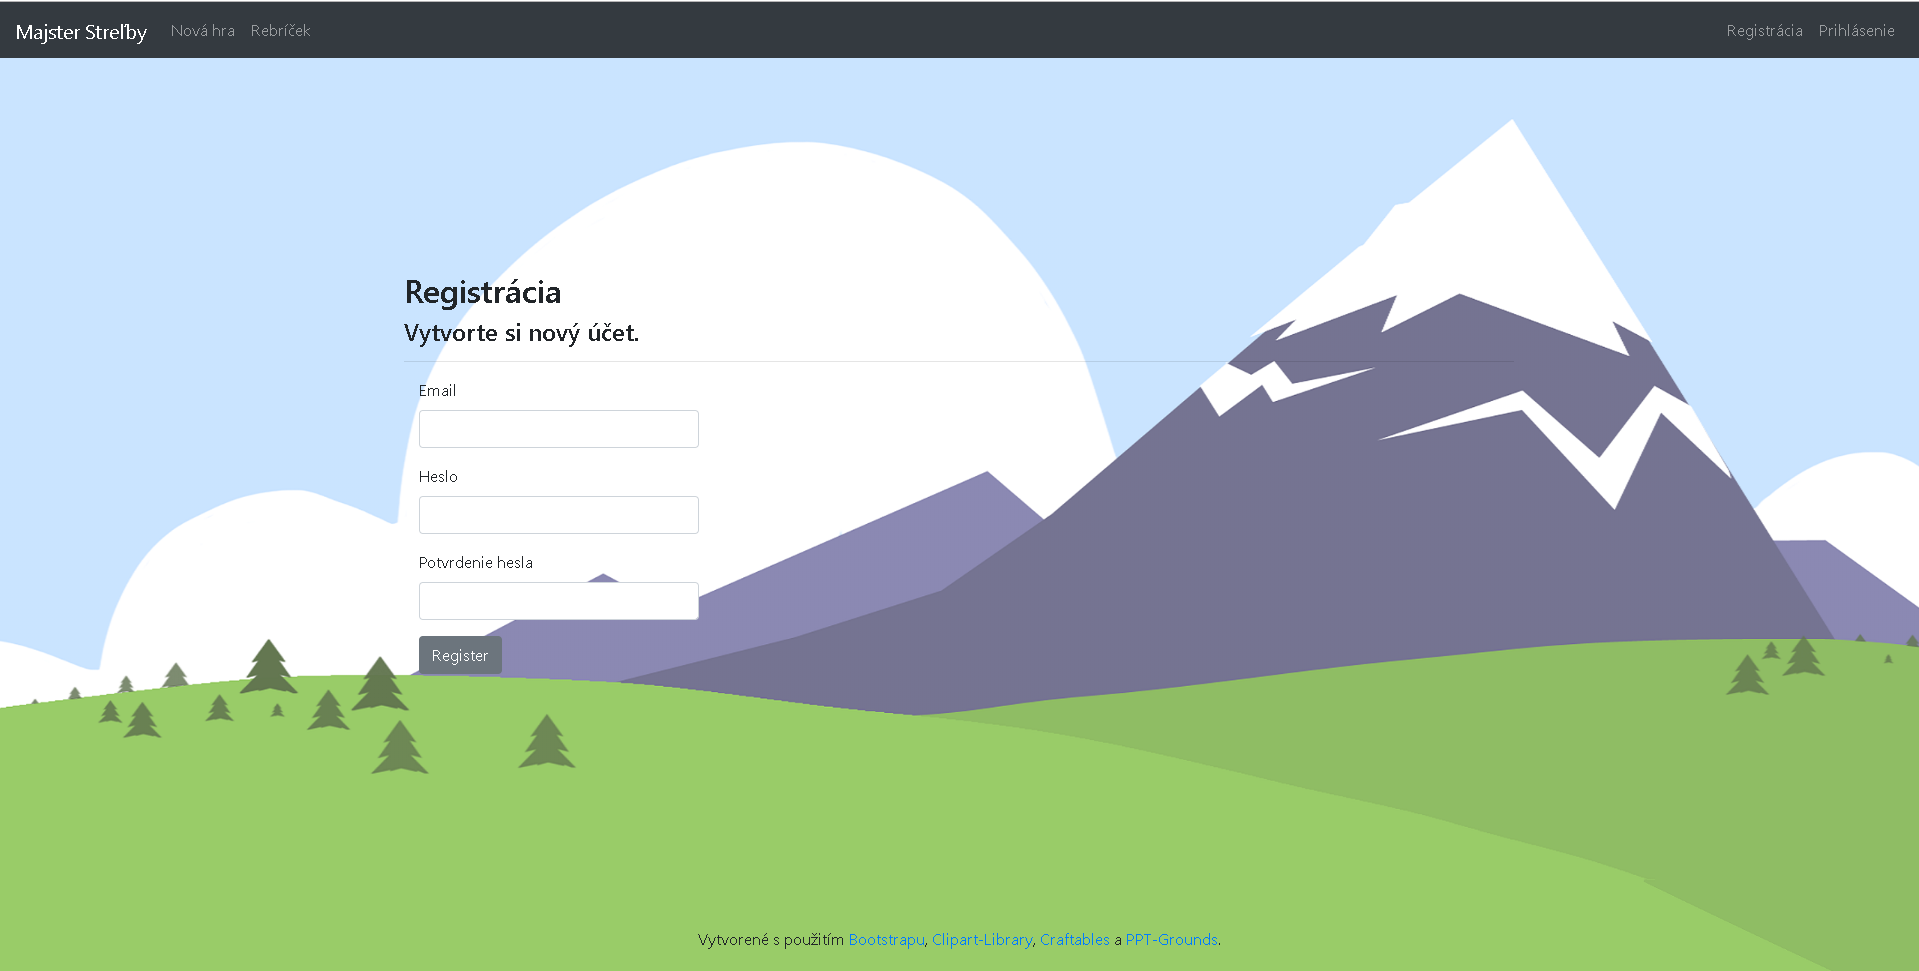 Majster Streľby Nová hra Rebríček Registrácia Prihlásenie
Registrácia
Vytvorte si nový účet.
Email
Heslo
Potvrdenie hesla
Register
Vytvorené s použitím Bootstrapu, Clipart-Library, Craftables a PPT-Grounds.